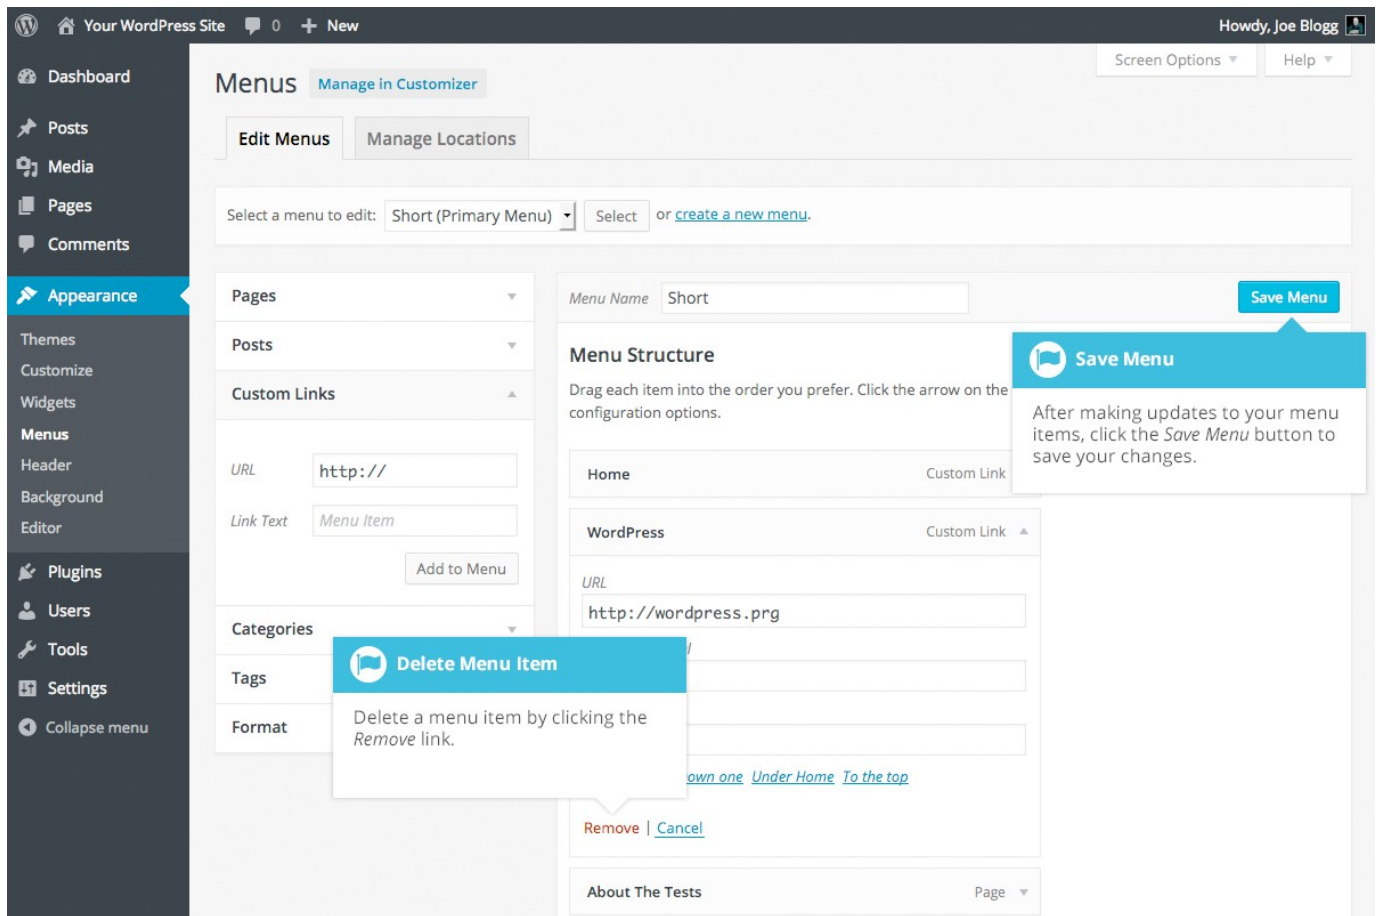 Your WordPress Site 0 New Howdy, Joe Blogg
Screen Options Help
Dashboard
Posts
Media
Pages
Comments
Appearance
Themes
Customize
Widgets
Menus
Header
Background
Editor
Plugins
Users
Tools
Settings
Collapse menu
Menus Manage in Customizer
Edit Menus Manage Locations
Select a menu to edit: Short (Primary Menu) Select or create a new menu.
Pages
Posts
Custom Links
URL http://
Link Text Menu Item
Add to Menu
Categories
Tags
Format
Delete Menu Item
Delete a menu item by clicking the
Remove link.
Menu Name Short Save Menu
Menu Structure
Drag each item into the order you prefer. Click the arrow on the
configuration options.
Save Menu
After making updates to your menu
items, click the Save Menu button to
save your changes.
Home Custom Link
WordPress Custom Link
URL
http://wordpress.prg
one Under Home To the top
Remove | Cancel
About The Tests Page